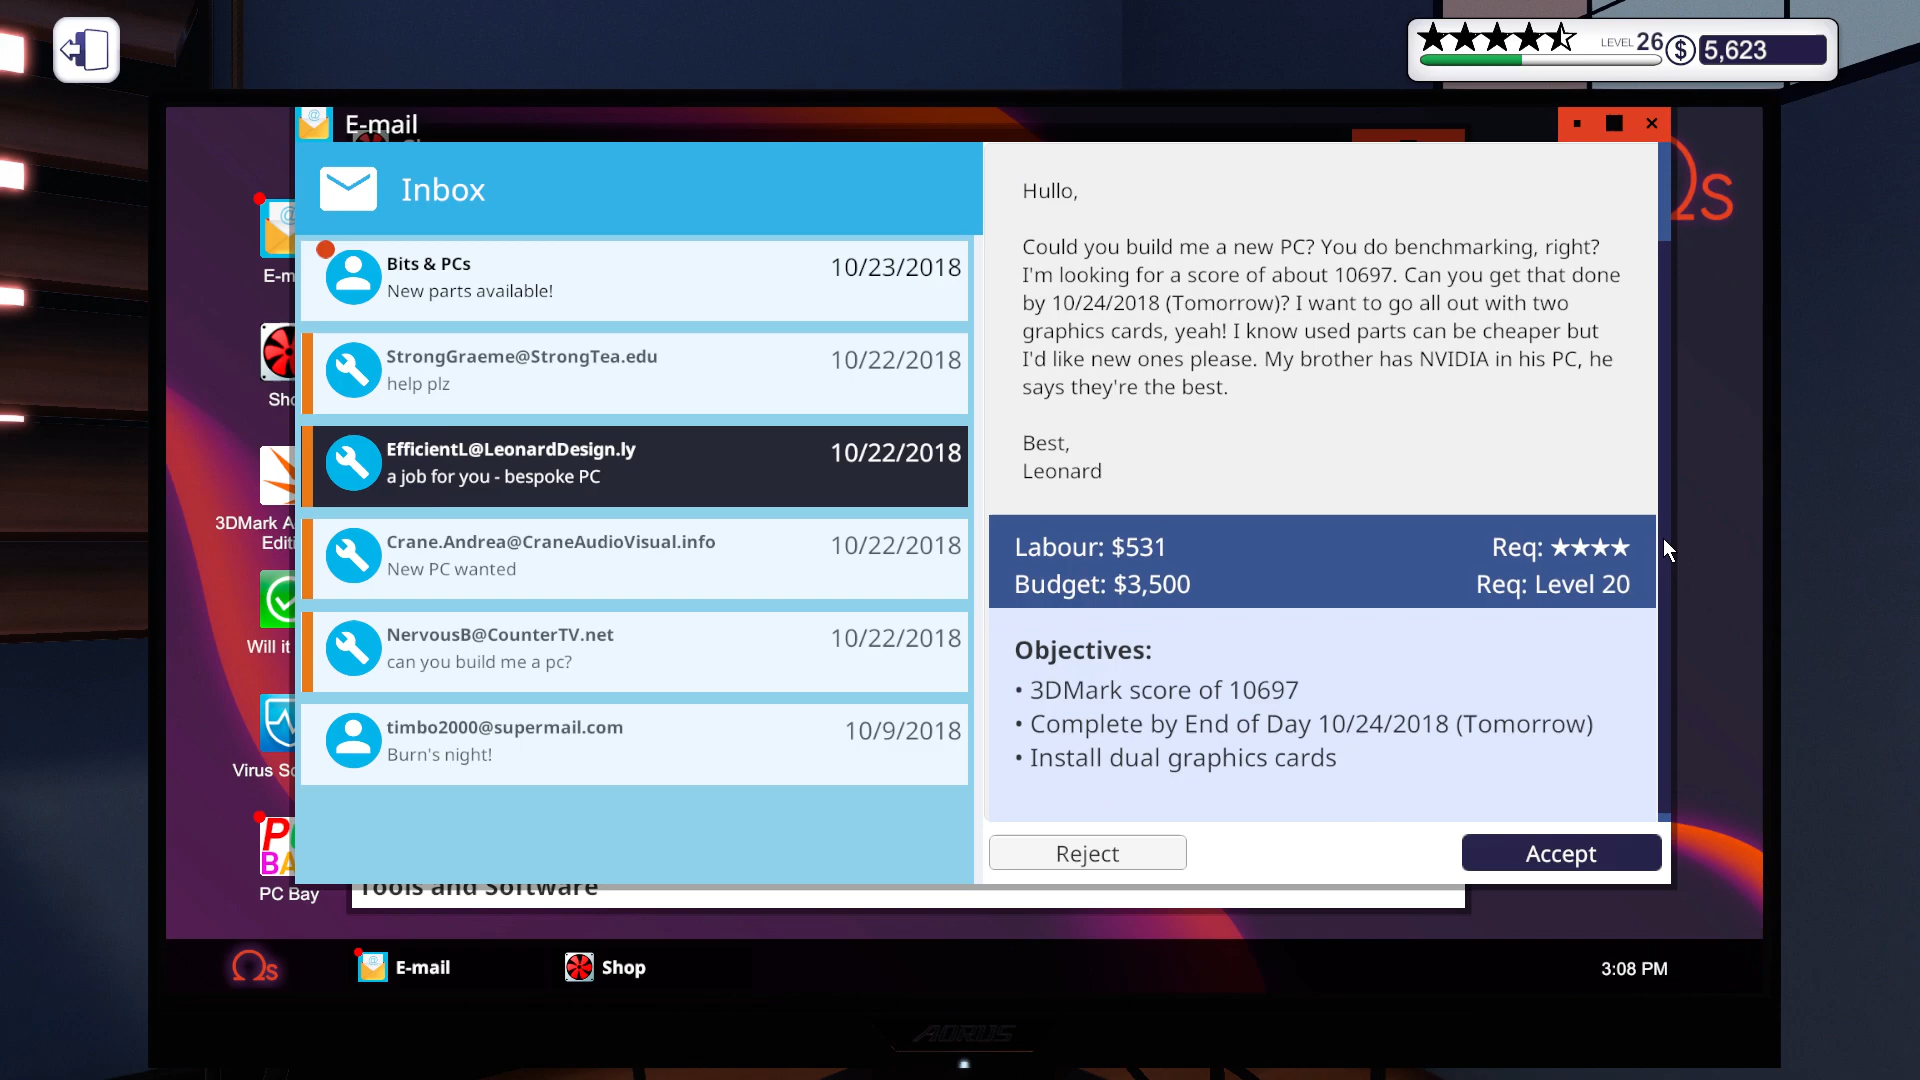 LEVEL 26 $ 5,623
E-mail
Inbox
Bits & PCs
10/23/2018
New parts available!
StrongGraeme@StrongTea.edu
10/22/2018
help plz
EfficientL@LeonardDesign.ly
10/22/2018
a job for you - bespoke PC
Crane.Andrea@CraneAudioVisual.info
10/22/2018
New PC wanted
NervousB@CounterTV.net
10/22/2018
can you build me a pc?
timbo2000@supermail.com
10/9/2018
Burn's night!
Hullo,
Could you build me a new PC? You do benchmarking, right?
I'm looking for a score of about 10697. Can you get that done
by 10/24/2018 (Tomorrow)? I want to go all out with two
graphics cards, yeah! I know used parts can be cheaper but
I'd like new ones please. My brother has NVIDIA in his PC, he
says they're the best.
Best,
Leonard
Labour: $531
Req: ★★★★
Budget: $3,500
Req: Level 20
Objectives:
• 3DMark score of 10697
• Complete by End of Day 10/24/2018 (Tomorrow)
• Install dual graphics cards
Reject
Accept
E-m
Sho
3DMark A
Editi
Will it
Virus Sc
PC Bay
Tools and Software
Ωs
E-mail
Shop
3:08 PM
AORUS